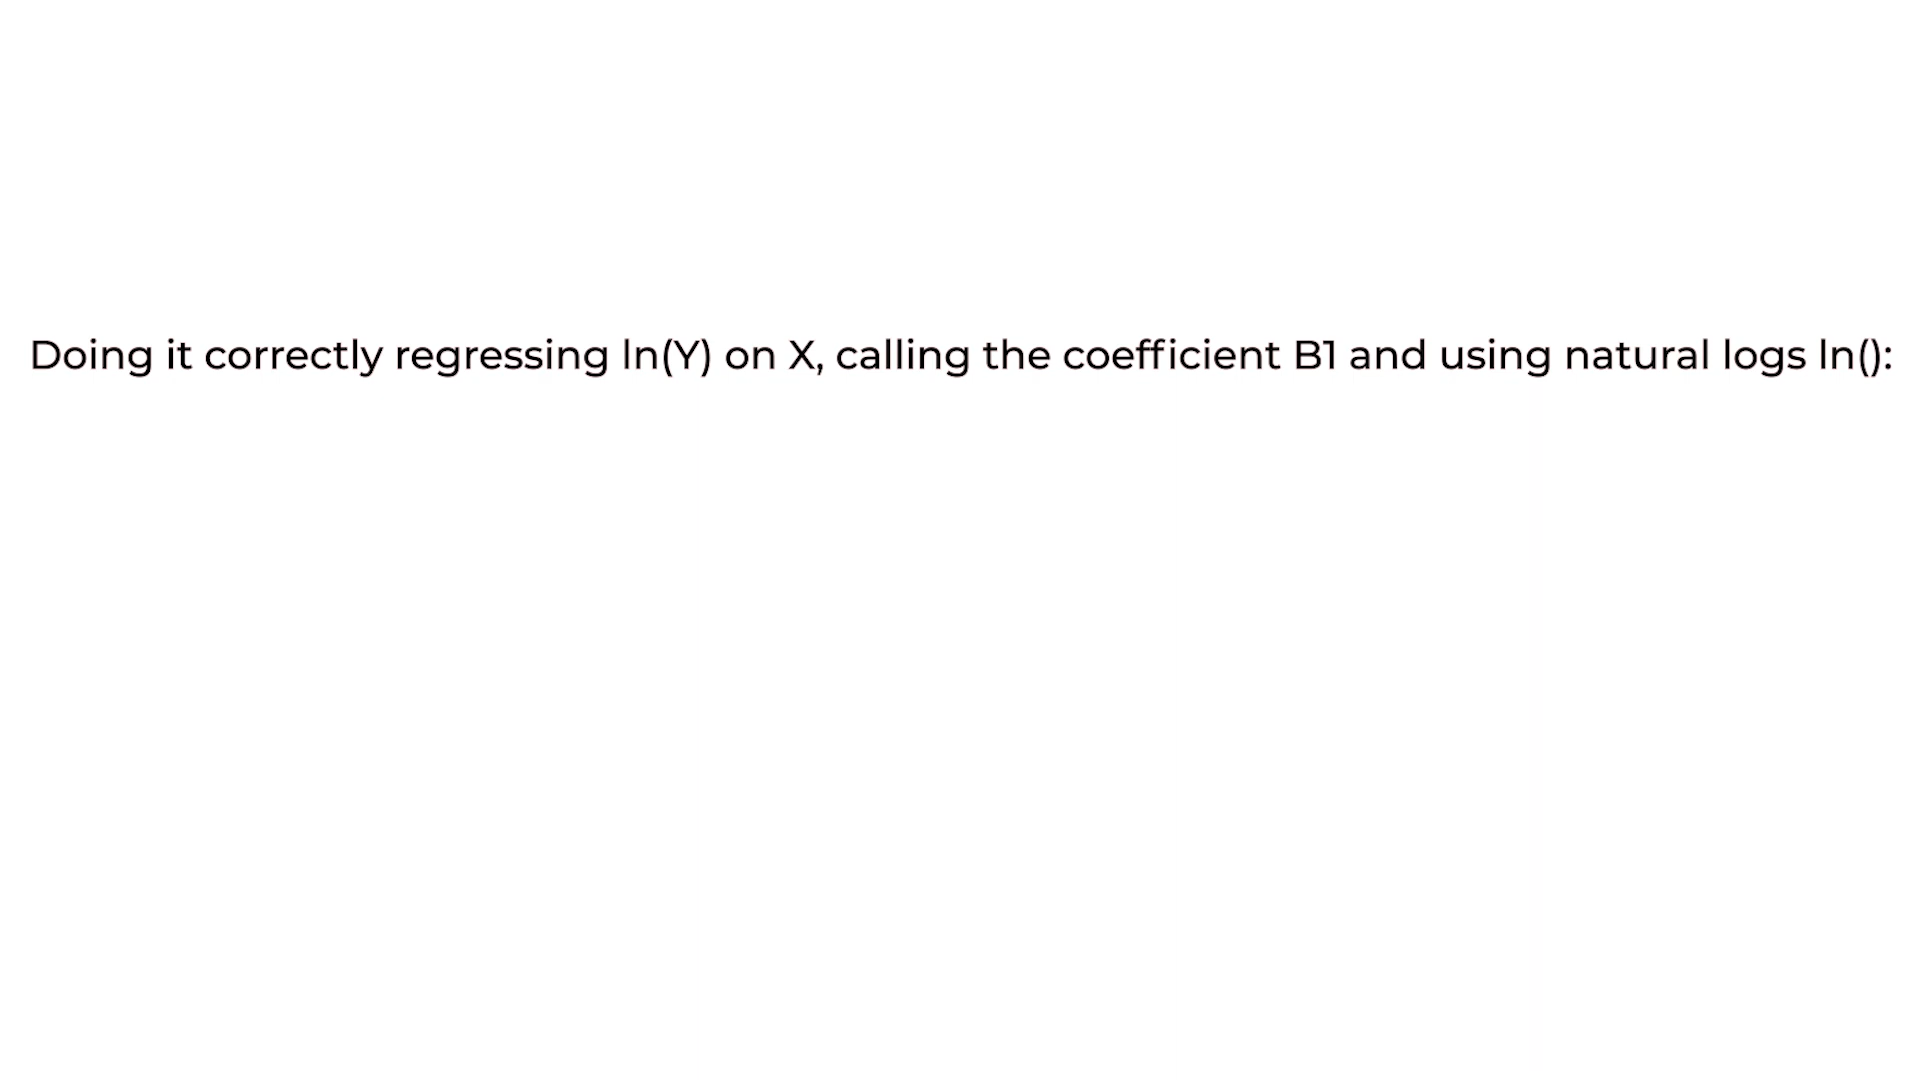 Doing it correctly regressing ln(Y) on X, calling the coefficient B1 and using natural logs ln():